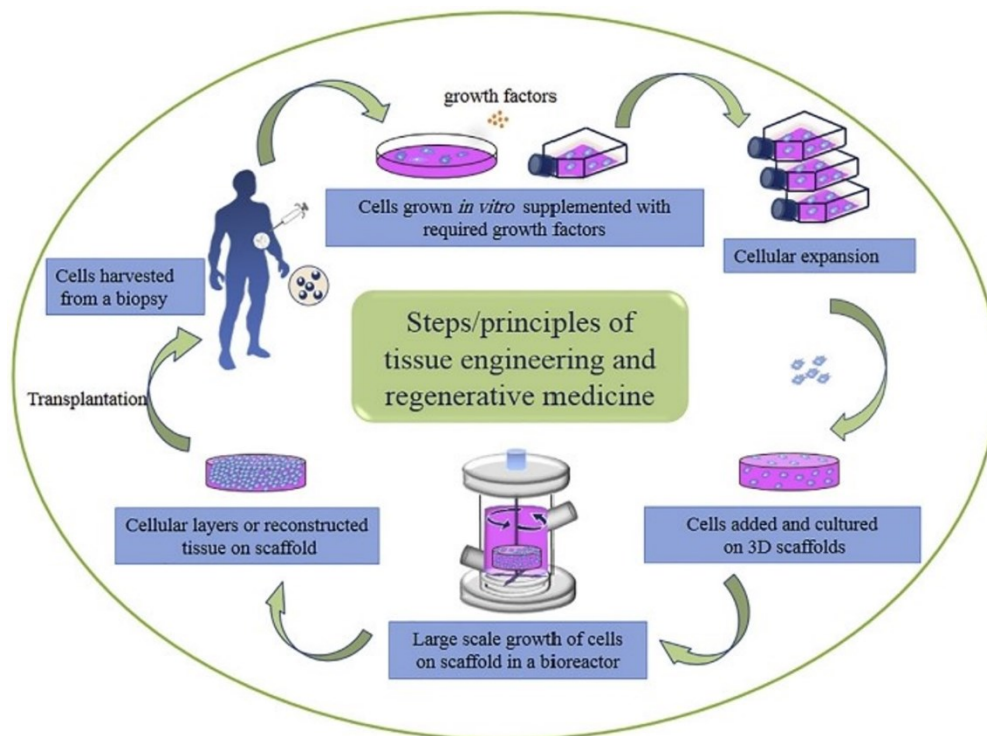 growth factors
Cells grown in vitro supplemented with
required growth factors
Cellular expansion
Cells harvested
from a biopsy
Steps/principles of
tissue engineering and
regenerative medicine
Transplantation
Cellular layers or reconstructed
tissue on scaffold
Cells added and cultured
on 3D scaffolds
Large scale growth of cells
on scaffold in a bioreactor